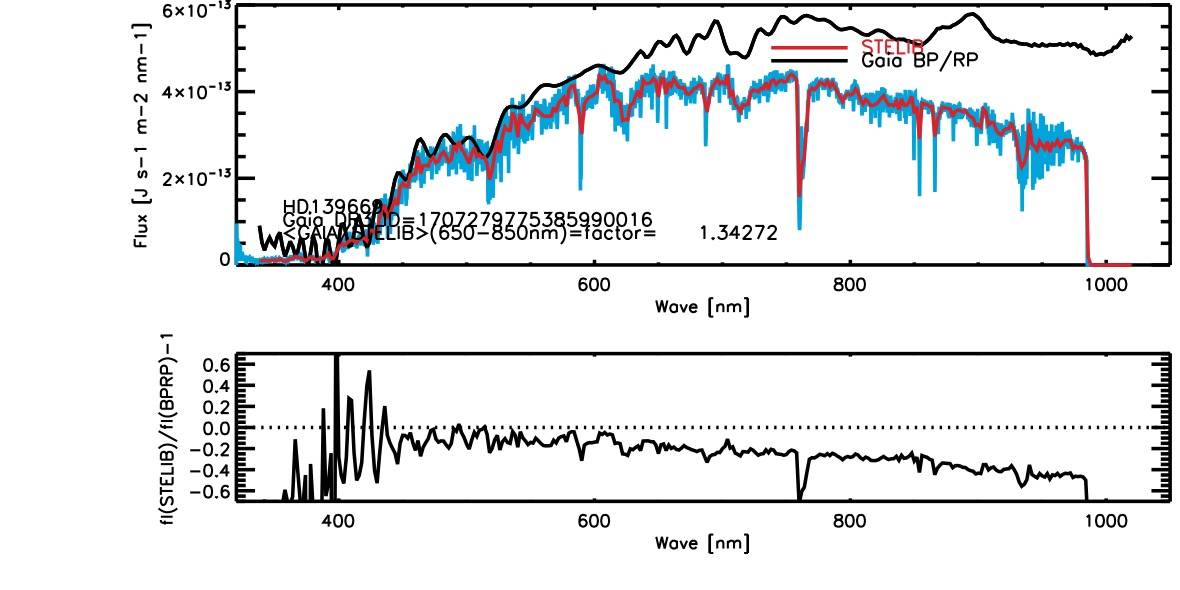 6×10−13
4×10−13
2×10−13
0
Flux [J s−1 m−2 nm−1]
STELIB
Gaia BP/RP
HD139669
Gaia DR3 ID=1707279775385990016
<GAIA/STELIB>(650−850nm)=factor= 1.34272
400 600 800 1000
Wave [nm]
fl(STELIB)/fl(BPRP)−1
0.6
0.4
0.2
0.0
−0.2
−0.4
−0.6
400 600 800 1000
Wave [nm]